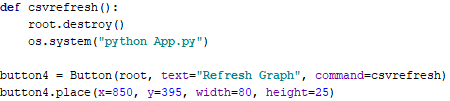 def csvrefresh():
    root.destroy()
    os.system("python App.py")

button4 = Button(root, text="Refresh Graph", command=csvrefresh)
button4.place(x=850, y=395, width=80, height=25)